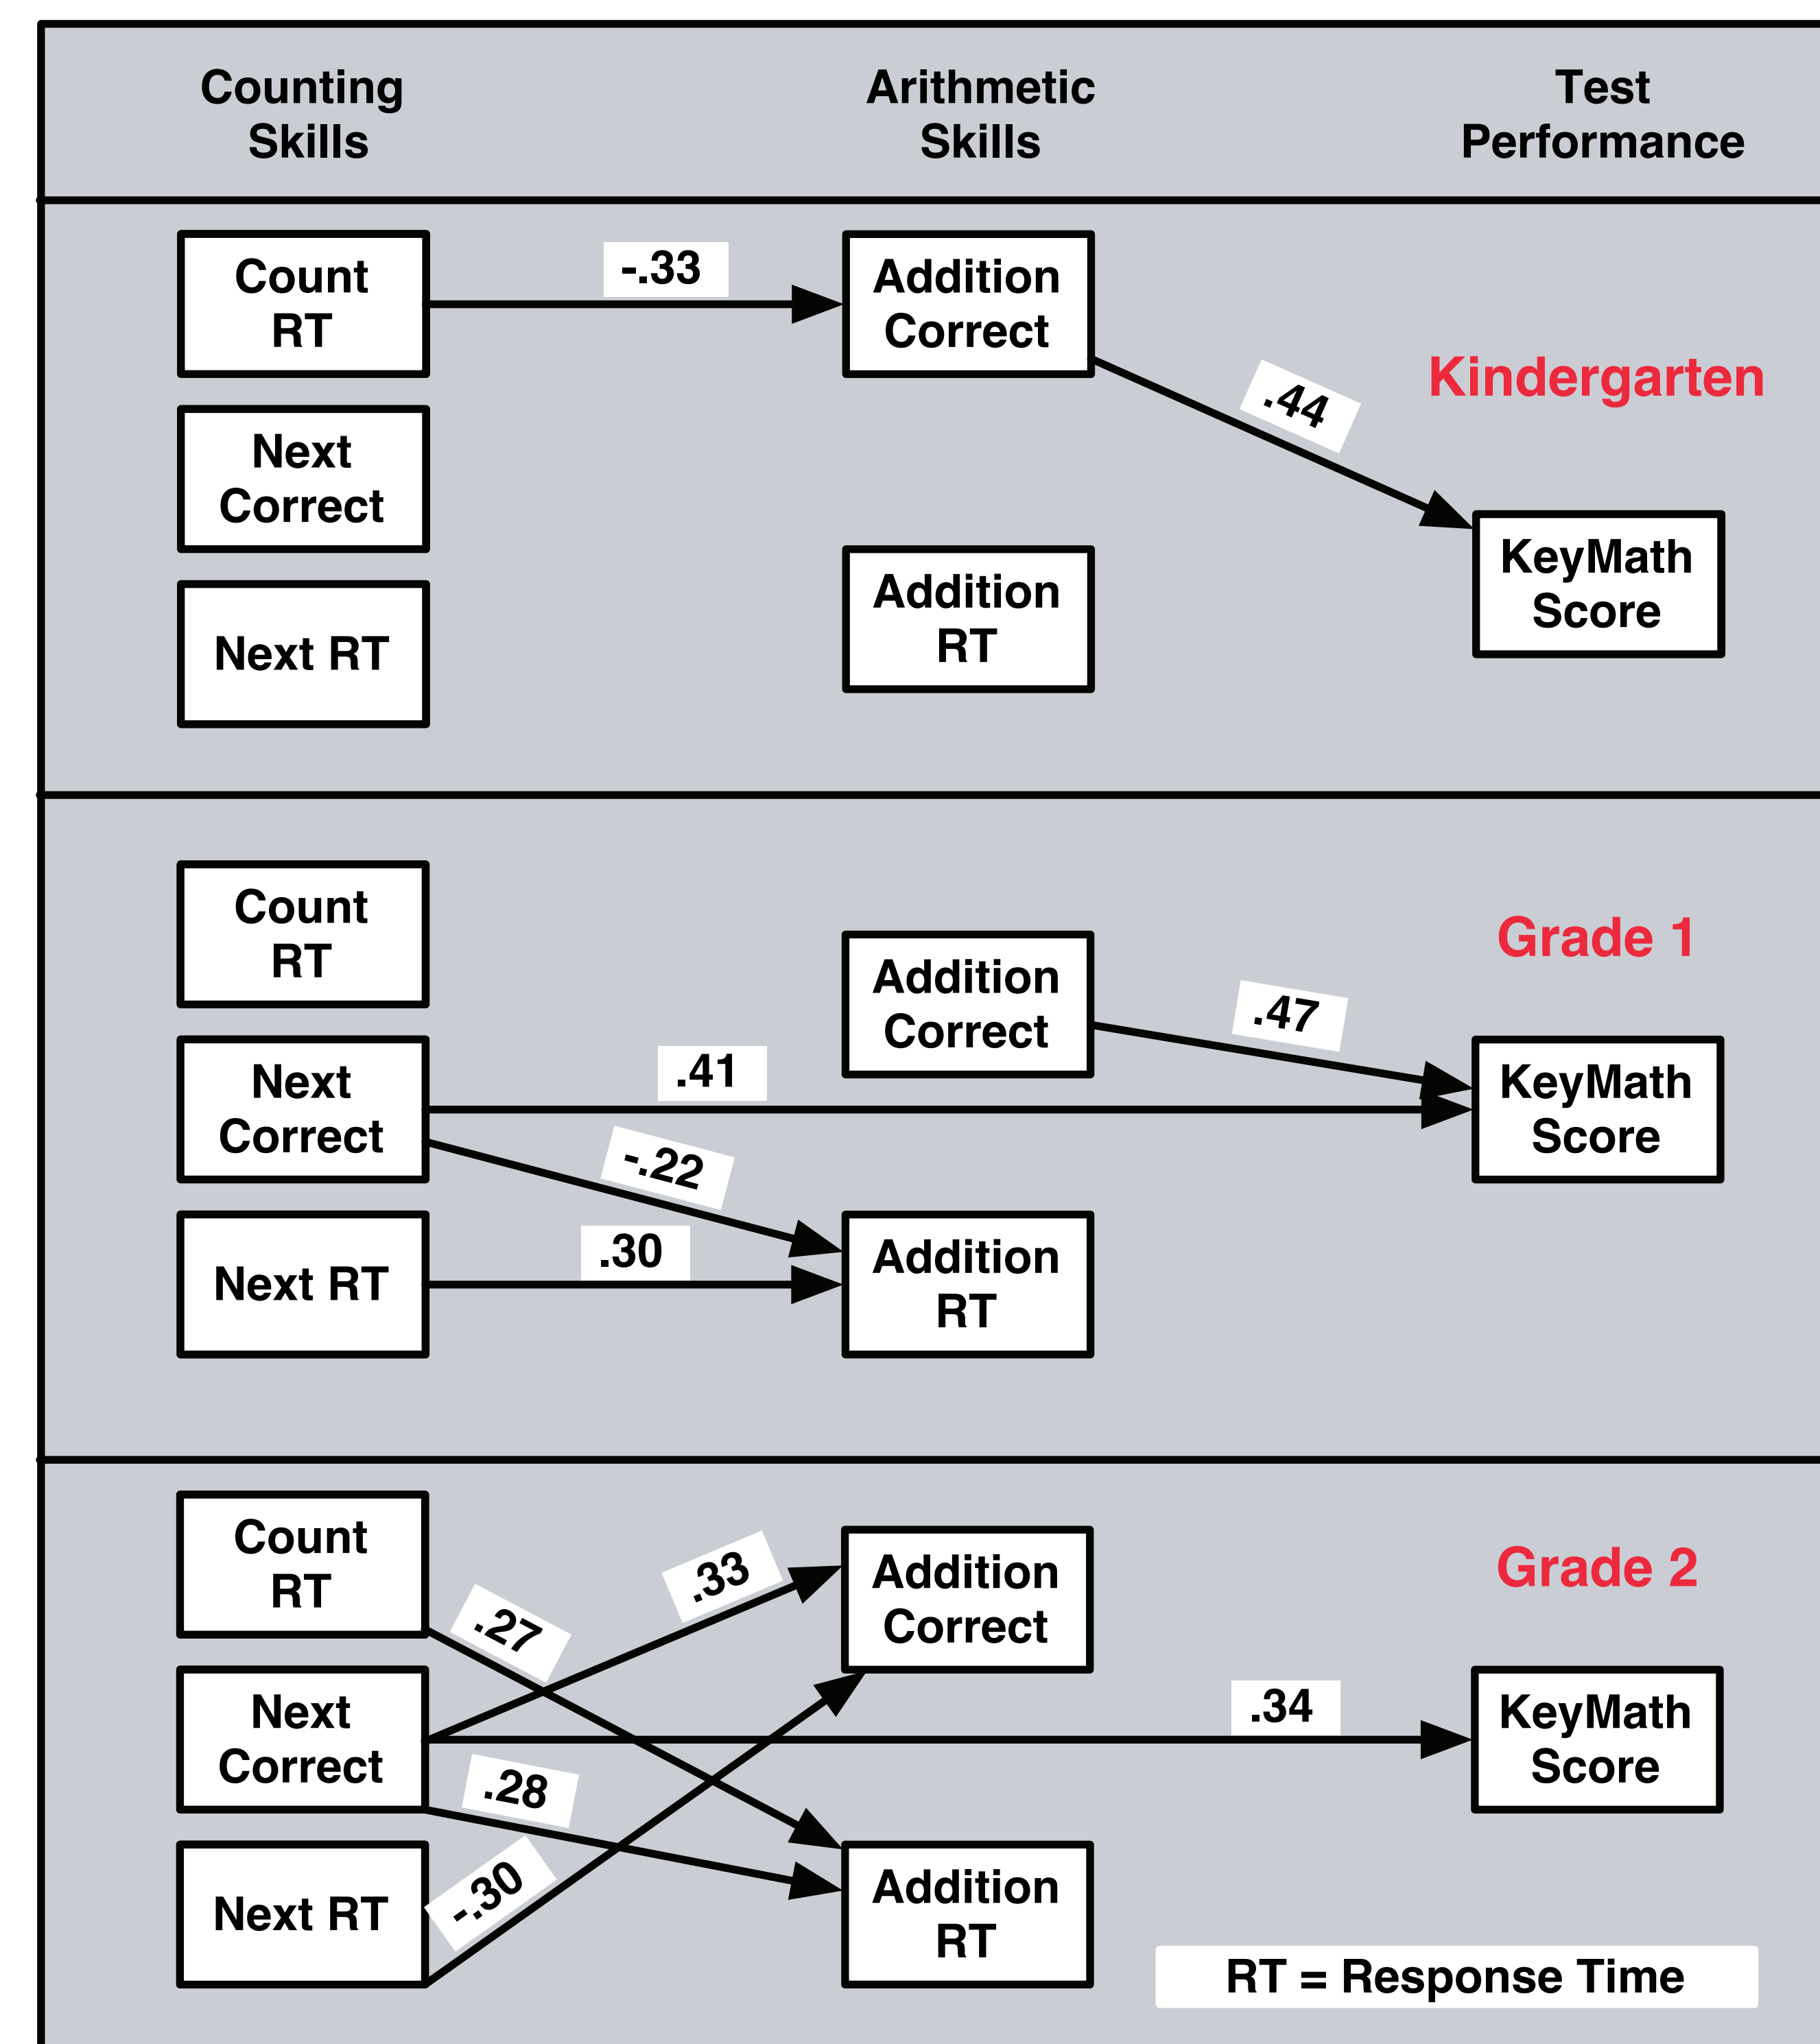 Counting
Skills
Arithmetic
Skills
Test
Performance
Count
RT
-.33
Addition
Correct
.44
Kindergarten
Next
Correct
Next RT
Addition
RT
KeyMath
Score
Count
RT
Addition
Correct
.47
Grade 1
Next
Correct
.41
-.22
KeyMath
Score
Next RT
.30
Addition
RT
Count
RT
.27
.33
Addition
Correct
Grade 2
Next
Correct
.28
.34
KeyMath
Score
Next RT
-.30
Addition
RT
RT = Response Time